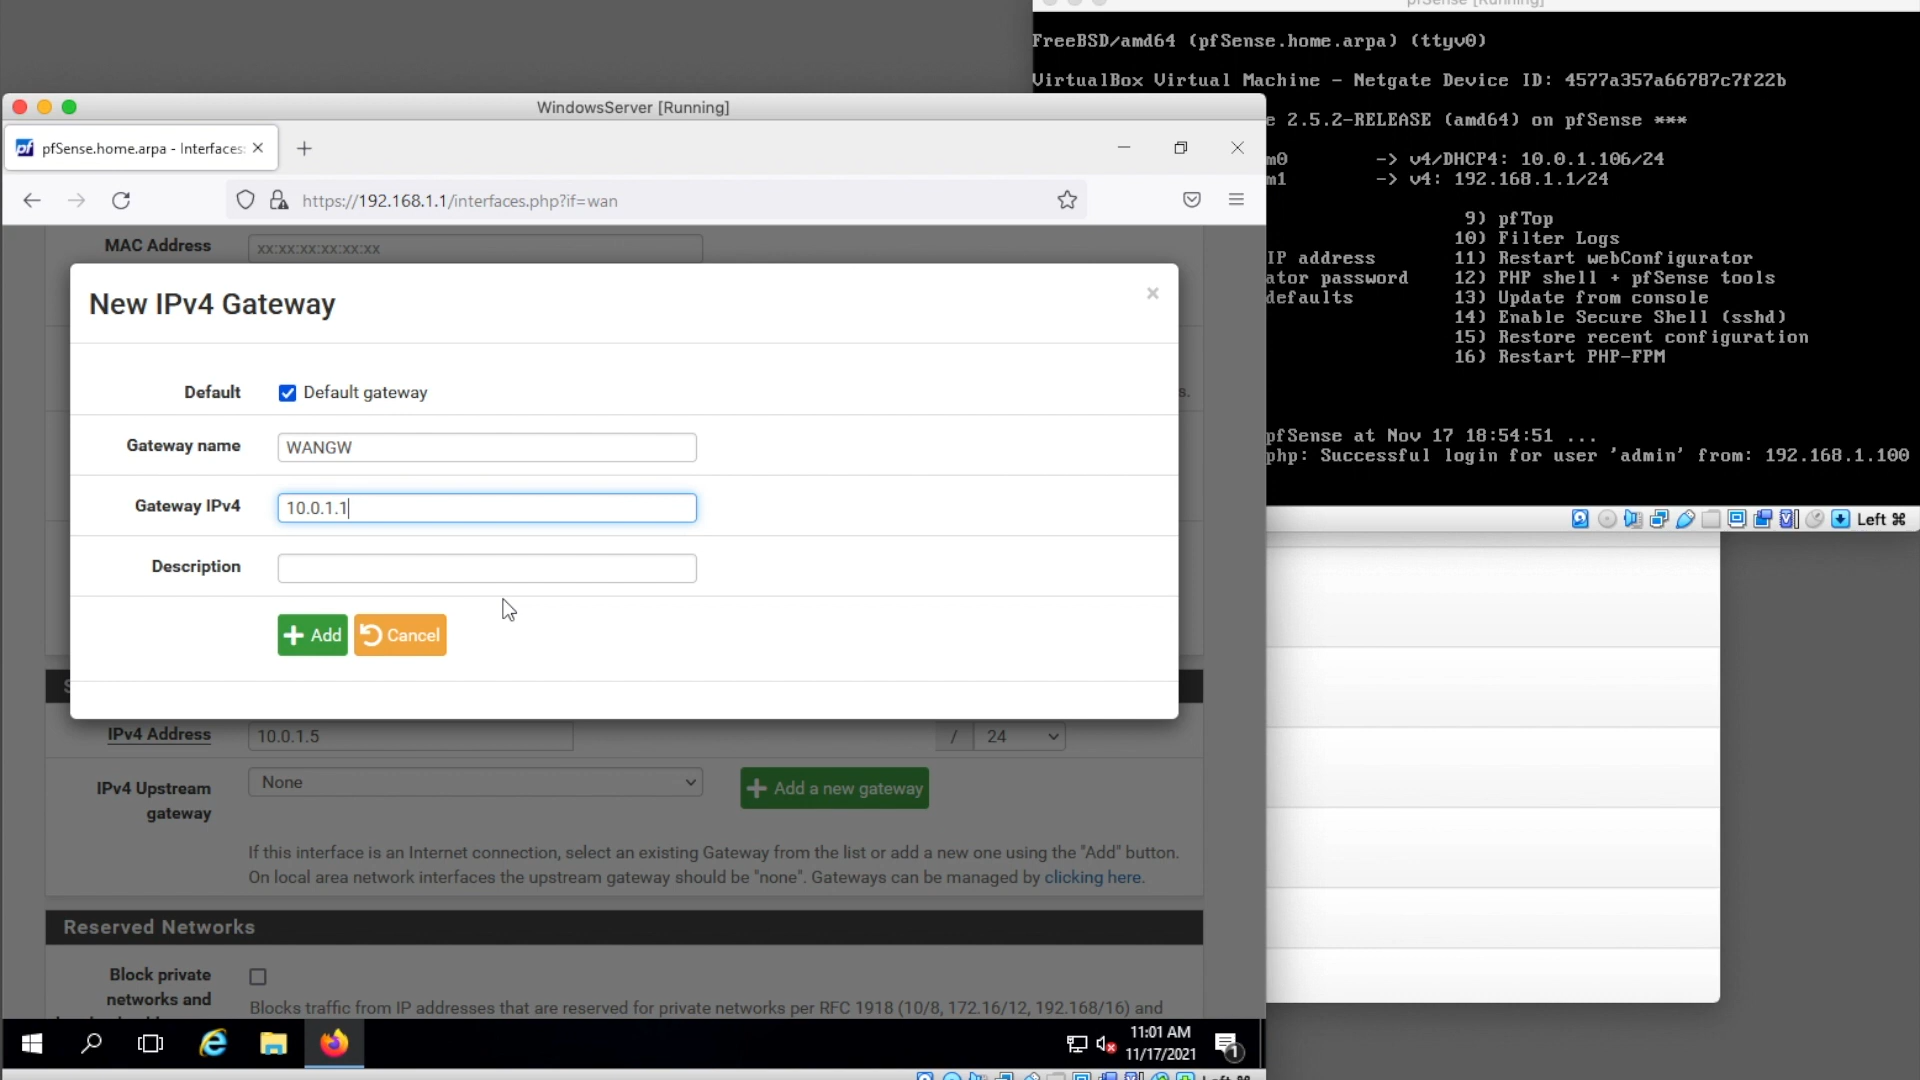 pfSense [Running]
FreeBSD/amd64 (pfSense.home.arpa) (ttyv0)
VirtualBox Virtual Machine - Netgate Device ID: 4577a357a66787c7f22b
e 2.5.2-RELEASE (amd64) on pfSense ***
m0 -> v4/DHCP4: 10.0.1.106/24
m1 -> v4: 192.168.1.1/24
9) pfTop
10) Filter Logs
IP address 11) Restart webConfigurator
ator password 12) PHP shell + pfSense tools
defaults 13) Update from console
14) Enable Secure Shell (sshd)
15) Restore recent configuration
16) Restart PHP-FPM
pfSense at Nov 17 18:54:51 ...
php: Successful login for user 'admin' from: 192.168.1.100
Left ⌘
WindowsServer [Running]
pfSense.home.arpa - Interfaces:
https://192.168.1.1/interfaces.php?if=wan
MAC Address xx:xx:xx:xx:xx:xx
New IPv4 Gateway ×
Default Default gateway
s.
Gateway name WANGW
Gateway IPv4 10.0.1.1
Description
Add Cancel
IPv4 Address 10.0.1.5 / 24
IPv4 Upstream gateway None Add a new gateway
If this interface is an Internet connection, select an existing Gateway from the list or add a new one using the "Add" button.
On local area network interfaces the upstream gateway should be "none". Gateways can be managed by clicking here.
Reserved Networks
Block private
networks and
Blocks traffic from IP addresses that are reserved for private networks per RFC 1918 (10/8, 172.16/12, 192.168/16) and
11:01 AM
11/17/2021
1